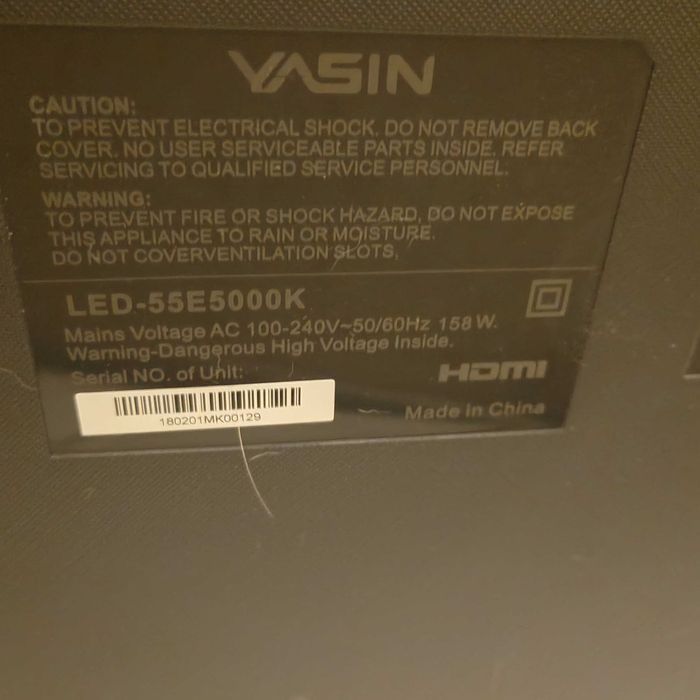 YASIN
CAUTION:
TO PREVENT ELECTRICAL SHOCK. DO NOT REMOVE BACK
COVER. NO USER SERVICEABLE PARTS INSIDE. REFER
SERVICING TO QUALIFIED SERVICE PERSONNEL.
WARNING:
TO PREVENT FIRE OR SHOCK HAZARD, DO NOT EXPOSE
THIS APPLIANCE TO RAIN OR MOISTURE.
DO NOT COVERVENTILATION SLOTS,
LED-55E5000K
Mains Voltage AC 100-240V~50/60Hz 158 W.
Warning-Dangerous High Voltage Inside.
Serial NO. of Unit:
HDMI
180201MK00129
Made in China